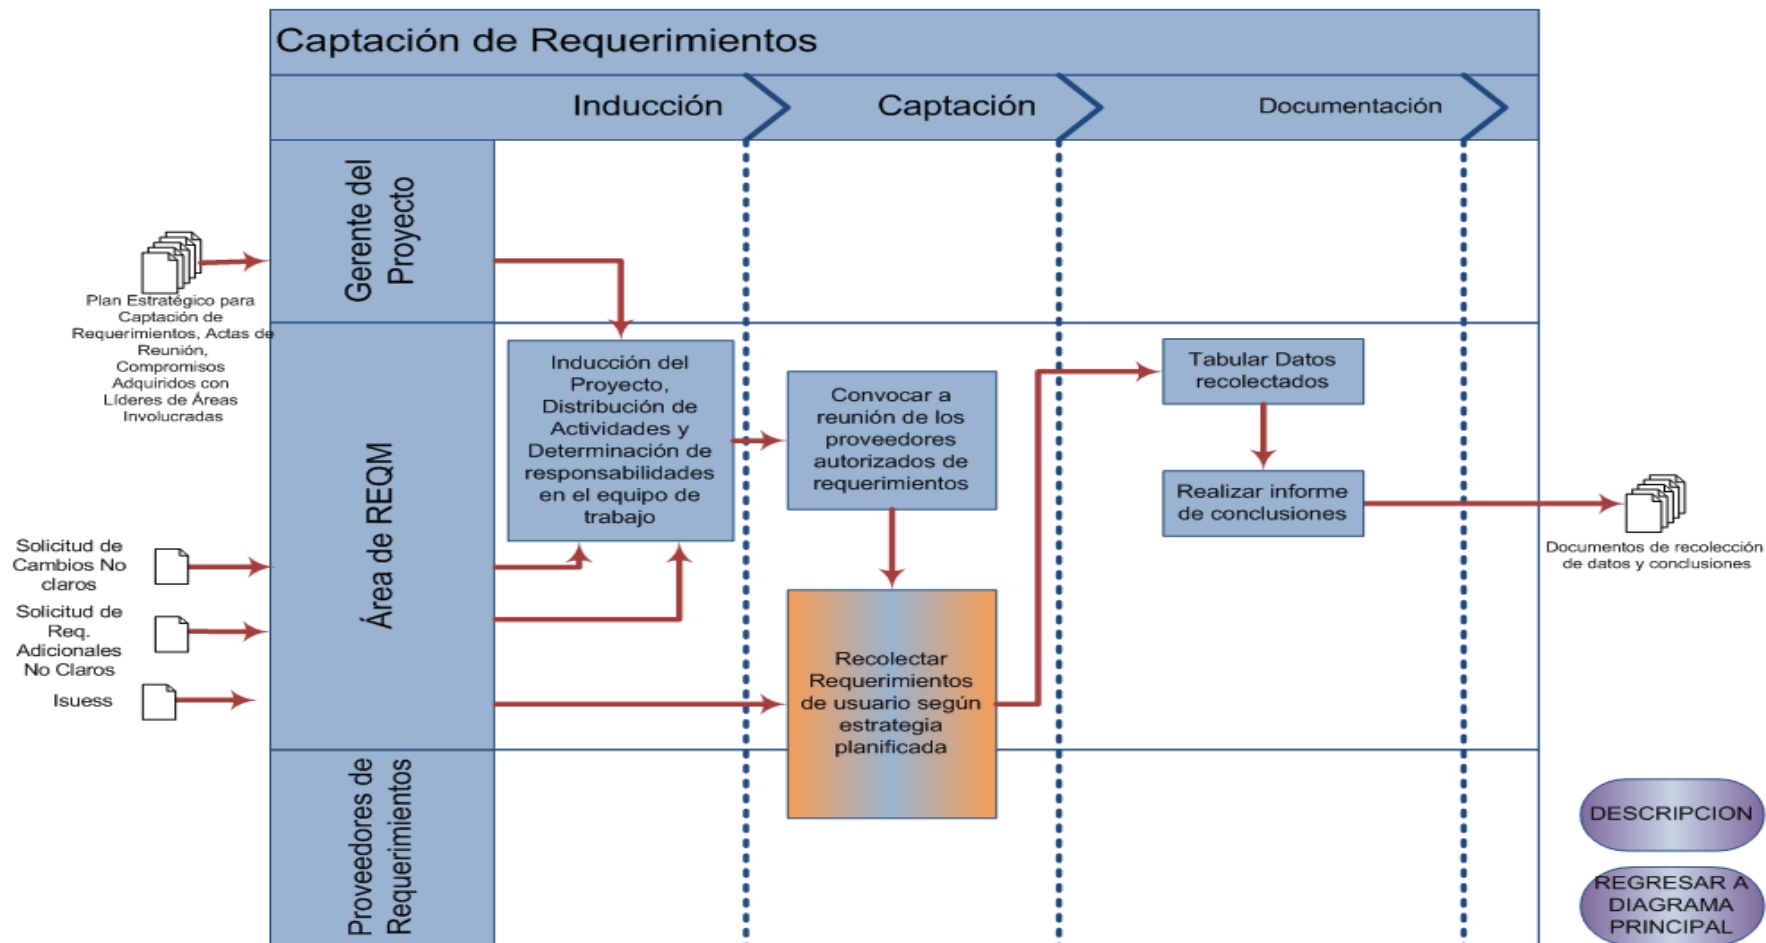 Captación de Requerimientos
Inducción
Captación
Documentación
Gerente del
Proyecto
Plan Estratégico para
Captación de
Requerimientos, Actas de
Reunión,
Compromisos
Adquiridos con
Líderes de Áreas
Involucradas
Área de REQM
Inducción del
Proyecto,
Distribución de
Actividades y
Determinación de
responsabilidades
en el equipo de
trabajo
Convocar a
reunión de los
proveedores
autorizados de
requerimientos
Tabular Datos
recolectados
Realizar informe
de conclusiones
Documentos de recolección
de datos y conclusiones
Solicitud de
Cambios No
claros
Solicitud de
Req.
Adicionales
No Claros
Isuess
Recolectar
Requerimientos
de usuario según
estrategia
planificada
Proveedores de
Requerimientos
DESCRIPCION
REGRESAR A
DIAGRAMA
PRINCIPAL